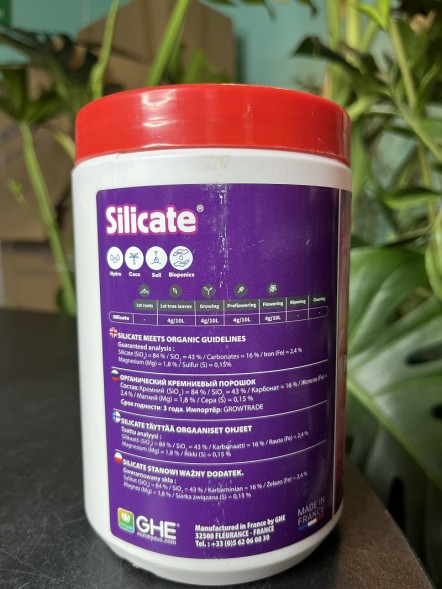 Silicate®
Hydro Coco Soil Bioponics
1st roots 1st true leaves Growing Preflowering Flowering Ripening Cleaning
Silicate - 4g/10L 4g/10L 4g/10L 4g/10L - -
SILICATE MEETS ORGANIC GUIDELINES
Guaranteed analysis :
Silicate (SiO₂) = 84 % / SiO₂ = 43 % / Carbonates = 16 % / Iron (Fe) = 2,4 %
Magnesium (Mg) = 1,8 % / Sulfur (S) = 0,15%
ОРГАНИЧЕСКИЙ КРЕМНИЕВЫЙ ПОРОШОК
Состав: Кремний (SiO₂) = 84 % / SiO₂ = 43 % / Карбонат = 16 % / Железо (Fe) =
2,4 % / Магний (Mg) = 1,8 % / Сера (S) = 0,15 %
Срок годности: 3 года. Импортёр: GROWTRADE
SILICATE TÄYTTÄÄ ORGAANISET OHJEET
Taattu analyysi :
Silikaatti (SiO₂) = 84 % / SiO₂ = 43 % / Karbonaatti = 16 % / Rauta (Fe) = 2,4 %
Magnesium (Mg) = 1,8 % / Rikki (S) = 0,15 %
SILICATE STANOWI WAŻNY DODATEK.
Gwarantowany skła :
Sylikat (SiO₂) = 84 % / SiO₂ = 43 % / Karbaminian = 16 % / Żelazo (Fe) = 2,4 %
Magnez (Mg) = 1,8 % / Siarka związana (S) = 0,15 %
GHE®
eurohydro.com
Manufactured in France by GHE
32500 FLEURANCE - FRANCE
Tel. : +33 (0)5 62 06 08 30
MADE IN
FRANCE